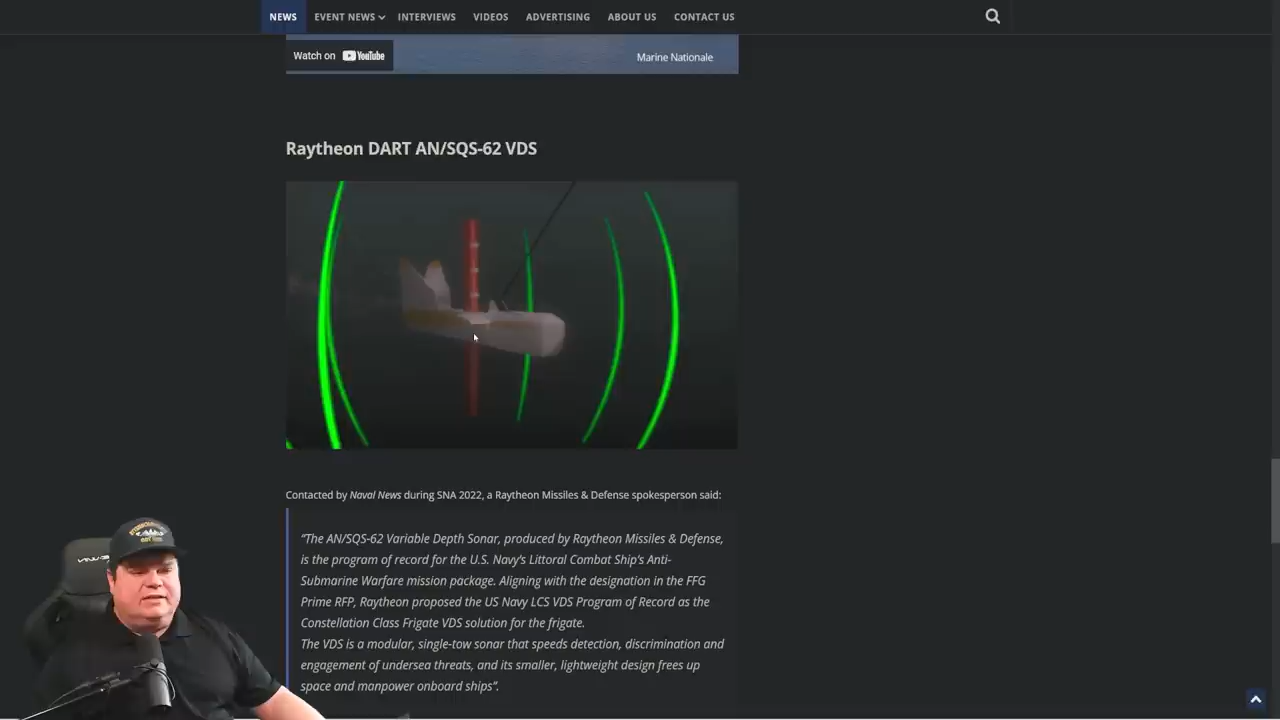 NEWS EVENT NEWS INTERVIEWS VIDEOS ADVERTISING ABOUT US CONTACT US
Watch on YouTube
Marine Nationale
Raytheon DART AN/SQS-62 VDS
Contacted by Naval News during SNA 2022, a Raytheon Missiles & Defense spokesperson said:
“The AN/SQS-62 Variable Depth Sonar, produced by Raytheon Missiles & Defense,
is the program of record for the U.S. Navy’s Littoral Combat Ship’s Anti-
Submarine Warfare mission package. Aligning with the designation in the FFG
Prime RFP, Raytheon proposed the US Navy LCS VDS Program of Record as the
Constellation Class Frigate VDS solution for the frigate.
The VDS is a modular, single-tow sonar that speeds detection, discrimination and
engagement of undersea threats, and its smaller, lightweight design frees up
space and manpower onboard ships”.